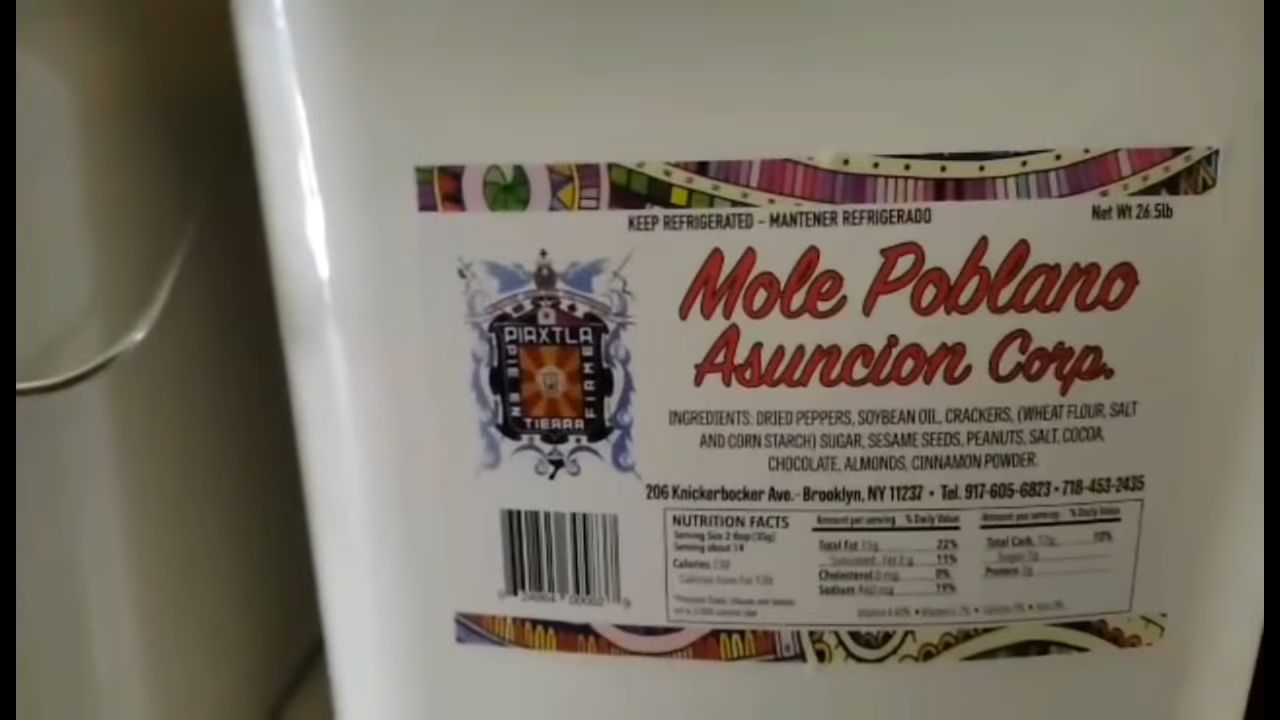 KEEP REFRIGERATED - MANTENER REFRIGERADO
Net Wt 26.5lb
Mole Poblano
Asuncion Corp.
PIAXTLA
EN PIE
FIRME
TIERRA
INGREDIENTS: DRIED PEPPERS, SOYBEAN OIL, CRACKERS, (WHEAT FLOUR, SALT
AND CORN STARCH) SUGAR, SESAME SEEDS, PEANUTS, SALT, COCOA,
CHOCOLATE, ALMONDS, CINNAMON POWDER.
206 Knickerbocker Ave.- Brooklyn, NY 11237 • Tel. 917-605-6823 • 718-453-2435
NUTRITION FACTS
Serving Size 2 tbsp (35g)
Serving about 14
Calories
Calories from Fat
Amount per serving % Daily Value
Total Fat 22%
11%
Cholesterol 0 mg 0%
Sodium 460 mg 19%
Amount per serving % Daily Value
Total Carb. 10%
Protein